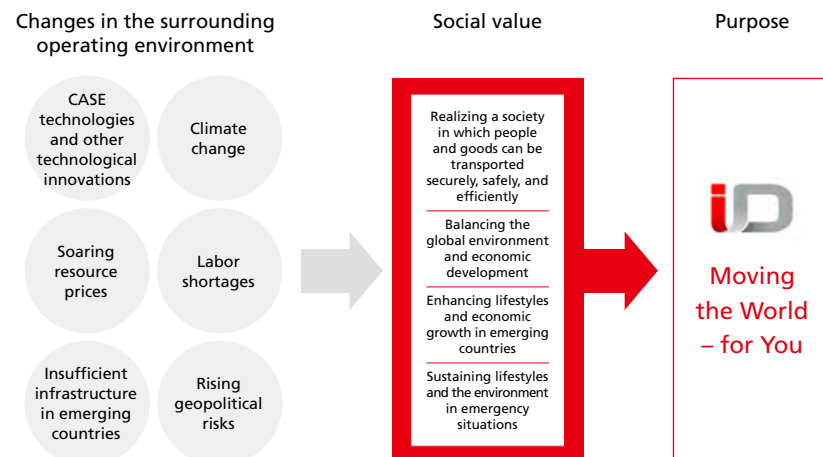 Changes in the surrounding
operating environment
Social value
Purpose
CASE
technologies
and other
technological
innovations
Climate
change
Soaring
resource
prices
Labor
shortages
Insufficient
infrastructure
in emerging
countries
Rising
geopolitical
risks
Realizing a society
in which people
and goods can be
transported
securely, safely, and
efficiently
Balancing the
global environment
and economic
development
Enhancing lifestyles
and economic
growth in emerging
countries
Sustaining lifestyles
and the environment
in emergency
situations
iD
Moving
the World
– for You